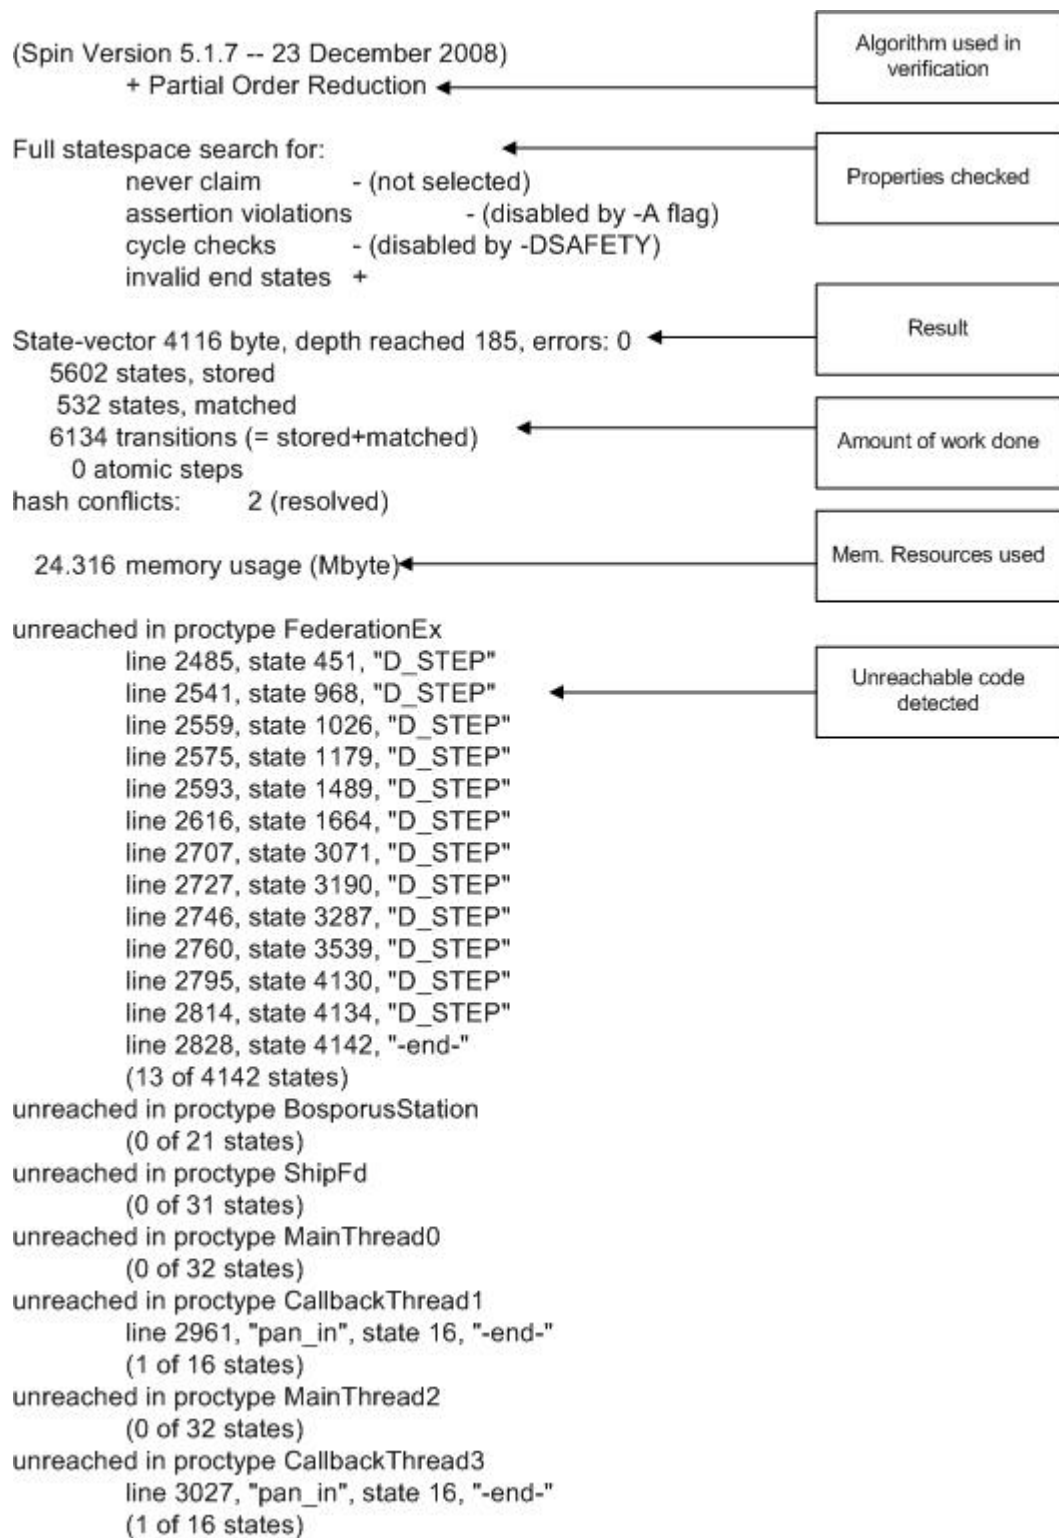 (Spin Version 5.1.7 -- 23 December 2008)
+ Partial Order Reduction
Algorithm used in
verification
Full statespace search for:
never claim - (not selected)
assertion violations - (disabled by -A flag)
cycle checks - (disabled by -DSAFETY)
invalid end states +
Properties checked
State-vector 4116 byte, depth reached 185, errors: 0
Result
5602 states, stored
532 states, matched
6134 transitions (= stored+matched)
0 atomic steps
hash conflicts: 2 (resolved)
Amount of work done
24.316 memory usage (Mbyte)
Mem. Resources used
unreached in proctype FederationEx
line 2485, state 451, "D_STEP"
line 2541, state 968, "D_STEP"
line 2559, state 1026, "D_STEP"
line 2575, state 1179, "D_STEP"
line 2593, state 1489, "D_STEP"
line 2616, state 1664, "D_STEP"
line 2707, state 3071, "D_STEP"
line 2727, state 3190, "D_STEP"
line 2746, state 3287, "D_STEP"
line 2760, state 3539, "D_STEP"
line 2795, state 4130, "D_STEP"
line 2814, state 4134, "D_STEP"
line 2828, state 4142, "-end-"
(13 of 4142 states)
Unreachable code
detected
unreached in proctype BosporusStation
(0 of 21 states)
unreached in proctype ShipFd
(0 of 31 states)
unreached in proctype MainThread0
(0 of 32 states)
unreached in proctype CallbackThread1
line 2961, "pan_in", state 16, "-end-"
(1 of 16 states)
unreached in proctype MainThread2
(0 of 32 states)
unreached in proctype CallbackThread3
line 3027, "pan_in", state 16, "-end-"
(1 of 16 states)